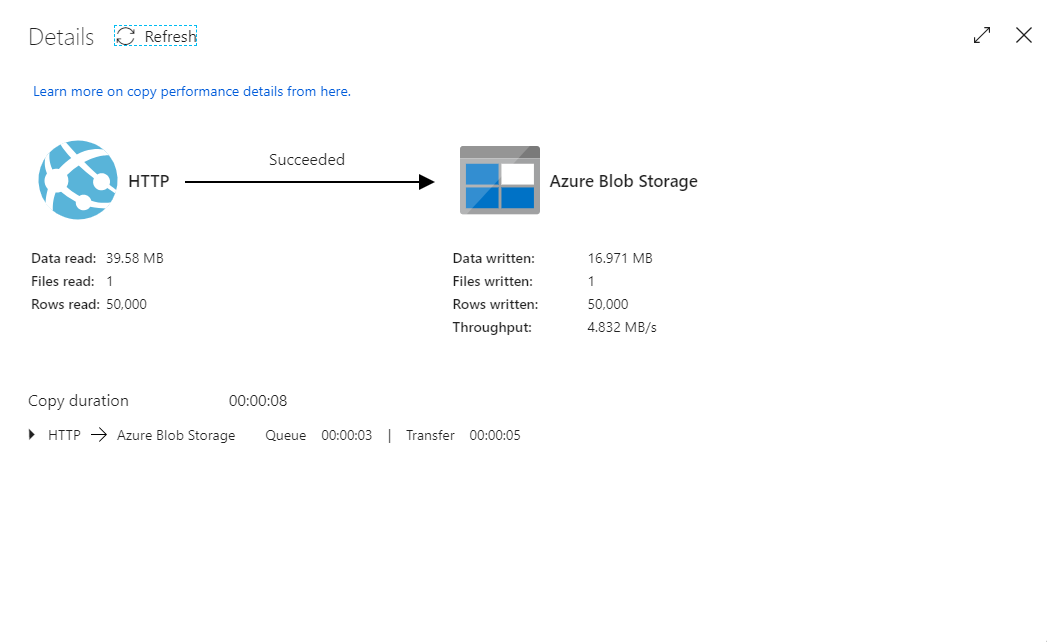 Details Refresh
Learn more on copy performance details from here.
Succeeded
HTTP Azure Blob Storage
Data read: 39.58 MB Data written: 16.971 MB
Files read: 1 Files written: 1
Rows read: 50,000 Rows written: 50,000
Throughput: 4.832 MB/s
Copy duration 00:00:08
HTTP Azure Blob Storage Queue 00:00:03 | Transfer 00:00:05